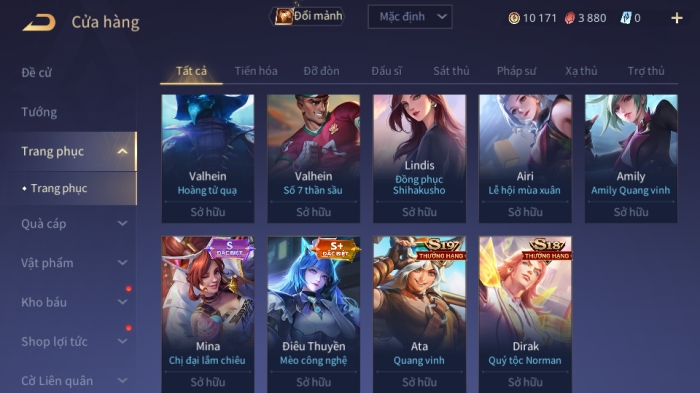 Cửa hàng
Đổi mảnh
Mặc định
10 171
3 880
0
Đề cử
Tướng
Trang phục
Trang phục
Quà cáp
Vật phẩm
Kho báu
Shop lợi tức
Cờ Liên quân
Tất cả
Tiến hóa
Đỡ đòn
Đấu sĩ
Sát thủ
Pháp sư
Xạ thủ
Trợ thủ
Valhein
Hoàng tử quạ
Sở hữu
Valhein
Số 7 thần sầu
Sở hữu
Lindis
Đồng phục
Shihakusho
Sở hữu
Airi
Lễ hội mùa xuân
Sở hữu
Amily
Amily Quang vinh
Sở hữu
S
ĐẶC BIỆT
Mina
Chị đại lắm chiêu
Sở hữu
S+
ĐẶC BIỆT
Điêu Thuyền
Mèo công nghệ
Sở hữu
S19
THƯỞNG HẠNG
Ata
Quang vinh
Sở hữu
S18
THƯỞNG HẠNG
Dirak
Quý tộc Norman
Sở hữu